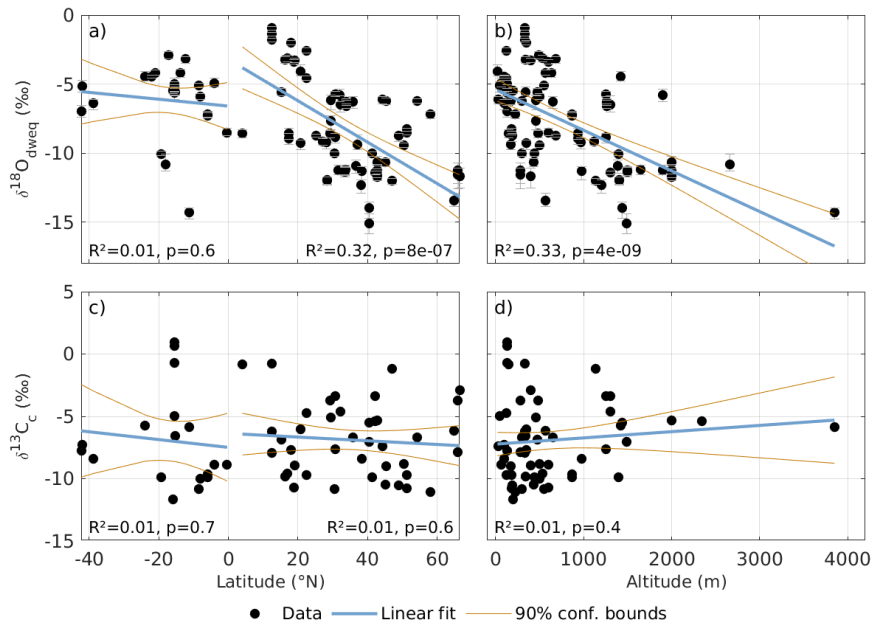 a)
b)
0
-5
-10
-15
δ¹⁸O_dweq (‰)
R²=0.01, p=0.6
R²=0.32, p=8e-07
R²=0.33, p=4e-09
c)
d)
5
0
-5
-10
-15
δ¹³C_c (‰)
R²=0.01, p=0.7
R²=0.01, p=0.6
R²=0.01, p=0.4
-40 -20 0 20 40 60
0 1000 2000 3000 4000
Latitude (°N)
Altitude (m)
Data Linear fit 90% conf. bounds